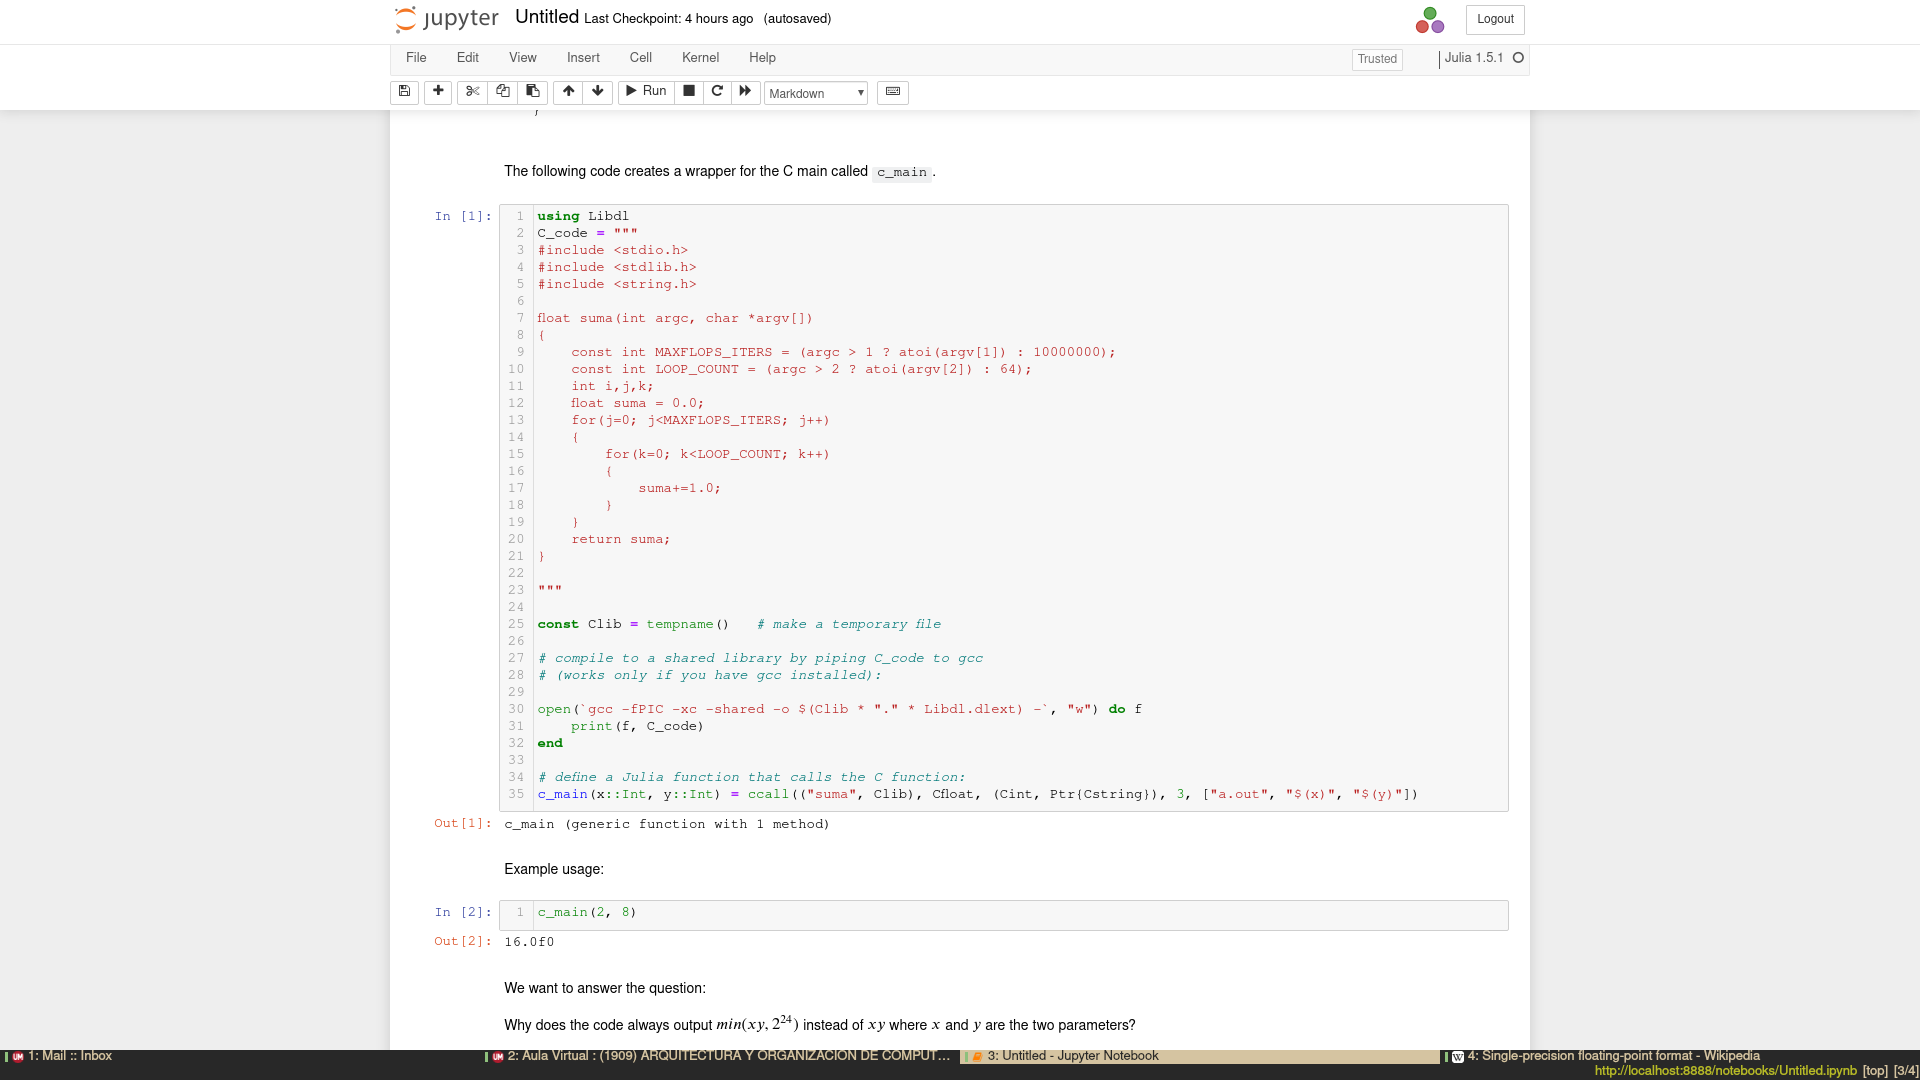 jupyter Untitled Last Checkpoint: 4 hours ago (autosaved) Logout
File Edit View Insert Cell Kernel Help Trusted Julia 1.5.1
Run Markdown
}
The following code creates a wrapper for the C main called c_main.
In [1]:
1 using Libdl
2 C_code = """
3 #include <stdio.h>
4 #include <stdlib.h>
5 #include <string.h>
6
7 float suma(int argc, char *argv[])
8 {
9     const int MAXFLOPS_ITERS = (argc > 1 ? atoi(argv[1]) : 10000000);
10     const int LOOP_COUNT = (argc > 2 ? atoi(argv[2]) : 64);
11     int i,j,k;
12     float suma = 0.0;
13     for(j=0; j<MAXFLOPS_ITERS; j++)
14     {
15         for(k=0; k<LOOP_COUNT; k++)
16         {
17             suma+=1.0;
18         }
19     }
20     return suma;
21 }
22
23 """
24
25 const Clib = tempname()   # make a temporary file
26
27 # compile to a shared library by piping C_code to gcc
28 # (works only if you have gcc installed):
29
30 open(`gcc -fPIC -xc -shared -o $(Clib * "." * Libdl.dlext) -`, "w") do f
31     print(f, C_code)
32 end
33
34 # define a Julia function that calls the C function:
35 c_main(x::Int, y::Int) = ccall(("suma", Clib), Cfloat, (Cint, Ptr{Cstring}), 3, ["a.out", "$(x)", "$(y)"])
Out[1]: c_main (generic function with 1 method)
Example usage:
In [2]: 1 c_main(2, 8)
Out[2]: 16.0f0
We want to answer the question:
Why does the code always output min(xy, 2²⁴) instead of xy where x and y are the two parameters?
1: Mail :: Inbox 2: Aula Virtual : (1909) ARQUITECTURA Y ORGANIZACIÓN DE COMPUT... 3: Untitled - Jupyter Notebook W 4: Single-precision floating-point format - Wikipedia
http://localhost:8888/notebooks/Untitled.ipynb [top] [3/4]